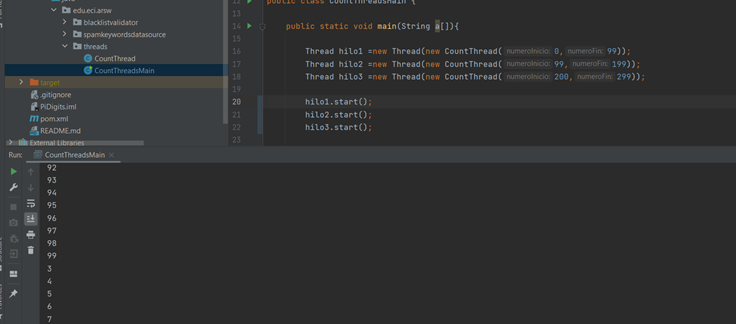 edu.eci.arsw
blacklistvalidator
spamkeywordsdatasource
threads
CountThread
CountThreadsMain
target
.gitignore
PiDigits.iml
pom.xml
README.md
External Libraries
12 public class CountThreadsMain {
13
14 public static void main(String a[]){
15
16 Thread hilo1 =new Thread(new CountThread( numeroInicio: 0, numeroFin: 99));
17 Thread hilo2 =new Thread(new CountThread( numeroInicio: 99, numeroFin: 199));
18 Thread hilo3 =new Thread(new CountThread( numeroInicio: 200, numeroFin: 299));
19
20 hilo1.start();
21 hilo2.start();
22 hilo3.start();
23
Run: CountThreadsMain
92
93
94
95
96
97
98
99
3
4
5
6
7